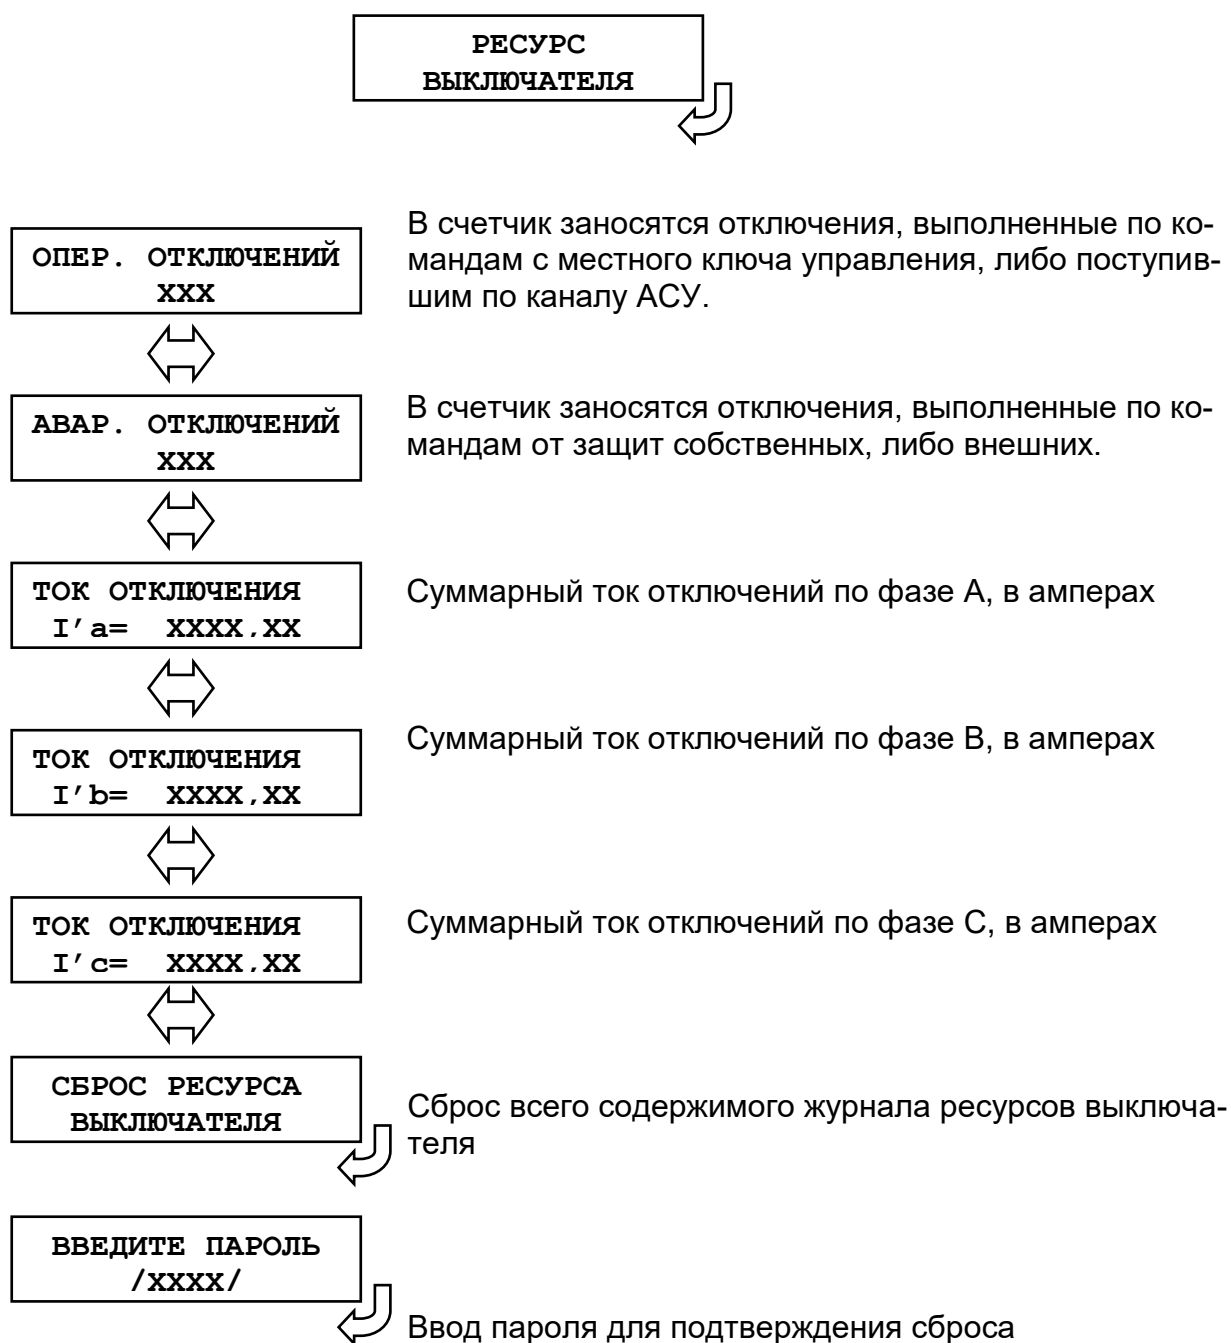 РЕСУРС
ВЫКЛЮЧАТЕЛЯ
ОПЕР. ОТКЛЮЧЕНИЙ
XXX
В счетчик заносятся отключения, выполненные по ко-
мандам с местного ключа управления, либо поступив-
шим по каналу АСУ.
АВАР. ОТКЛЮЧЕНИЙ
XXX
В счетчик заносятся отключения, выполненные по ко-
мандам от защит собственных, либо внешних.
ТОК ОТКЛЮЧЕНИЯ
I’a= XXXX,XX
Суммарный ток отключений по фазе А, в амперах
ТОК ОТКЛЮЧЕНИЯ
I’b= XXXX,XX
Суммарный ток отключений по фазе В, в амперах
ТОК ОТКЛЮЧЕНИЯ
I’c= XXXX,XX
Суммарный ток отключений по фазе С, в амперах
СБРОС РЕСУРСА
ВЫКЛЮЧАТЕЛЯ
Сброс всего содержимого журнала ресурсов выключа-
теля
ВВЕДИТЕ ПАРОЛЬ
/XXXX/
Ввод пароля для подтверждения сброса